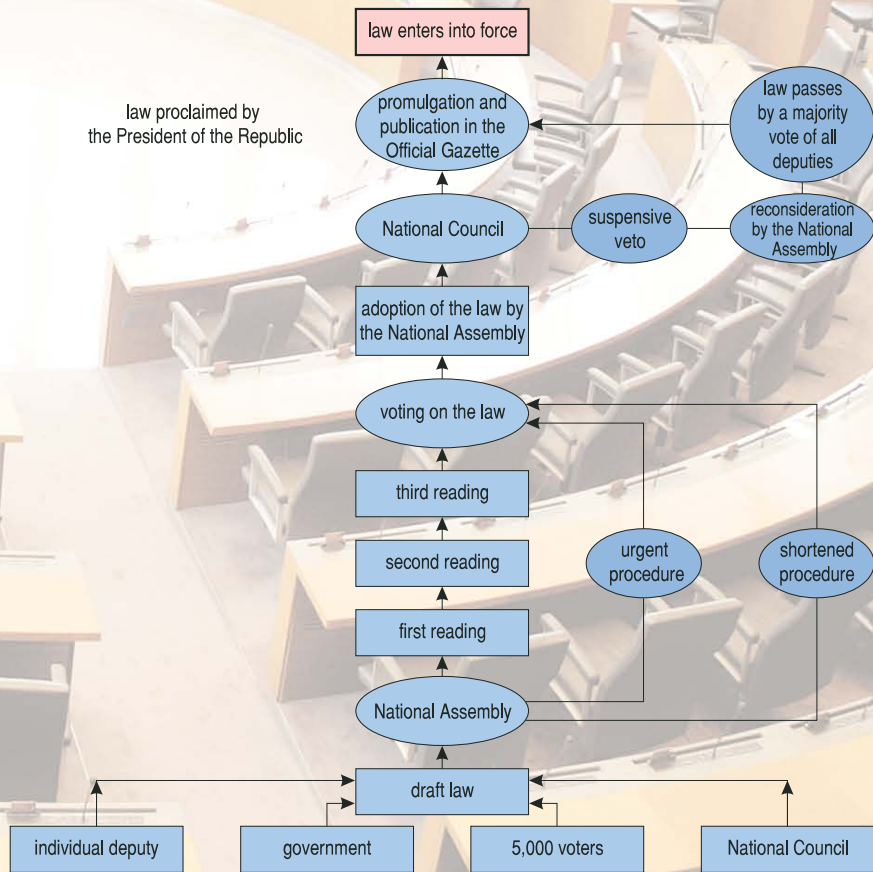 law enters into force
law proclaimed by
the President of the Republic
promulgation and
publication in the
Official Gazette
law passes
by a majority
vote of all
deputies
National Council
suspensive
veto
reconsideration
by the National
Assembly
adoption of the law by
the National Assembly
voting on the law
third reading
second reading
first reading
urgent
procedure
shortened
procedure
National Assembly
draft law
individual deputy
government
5,000 voters
National Council